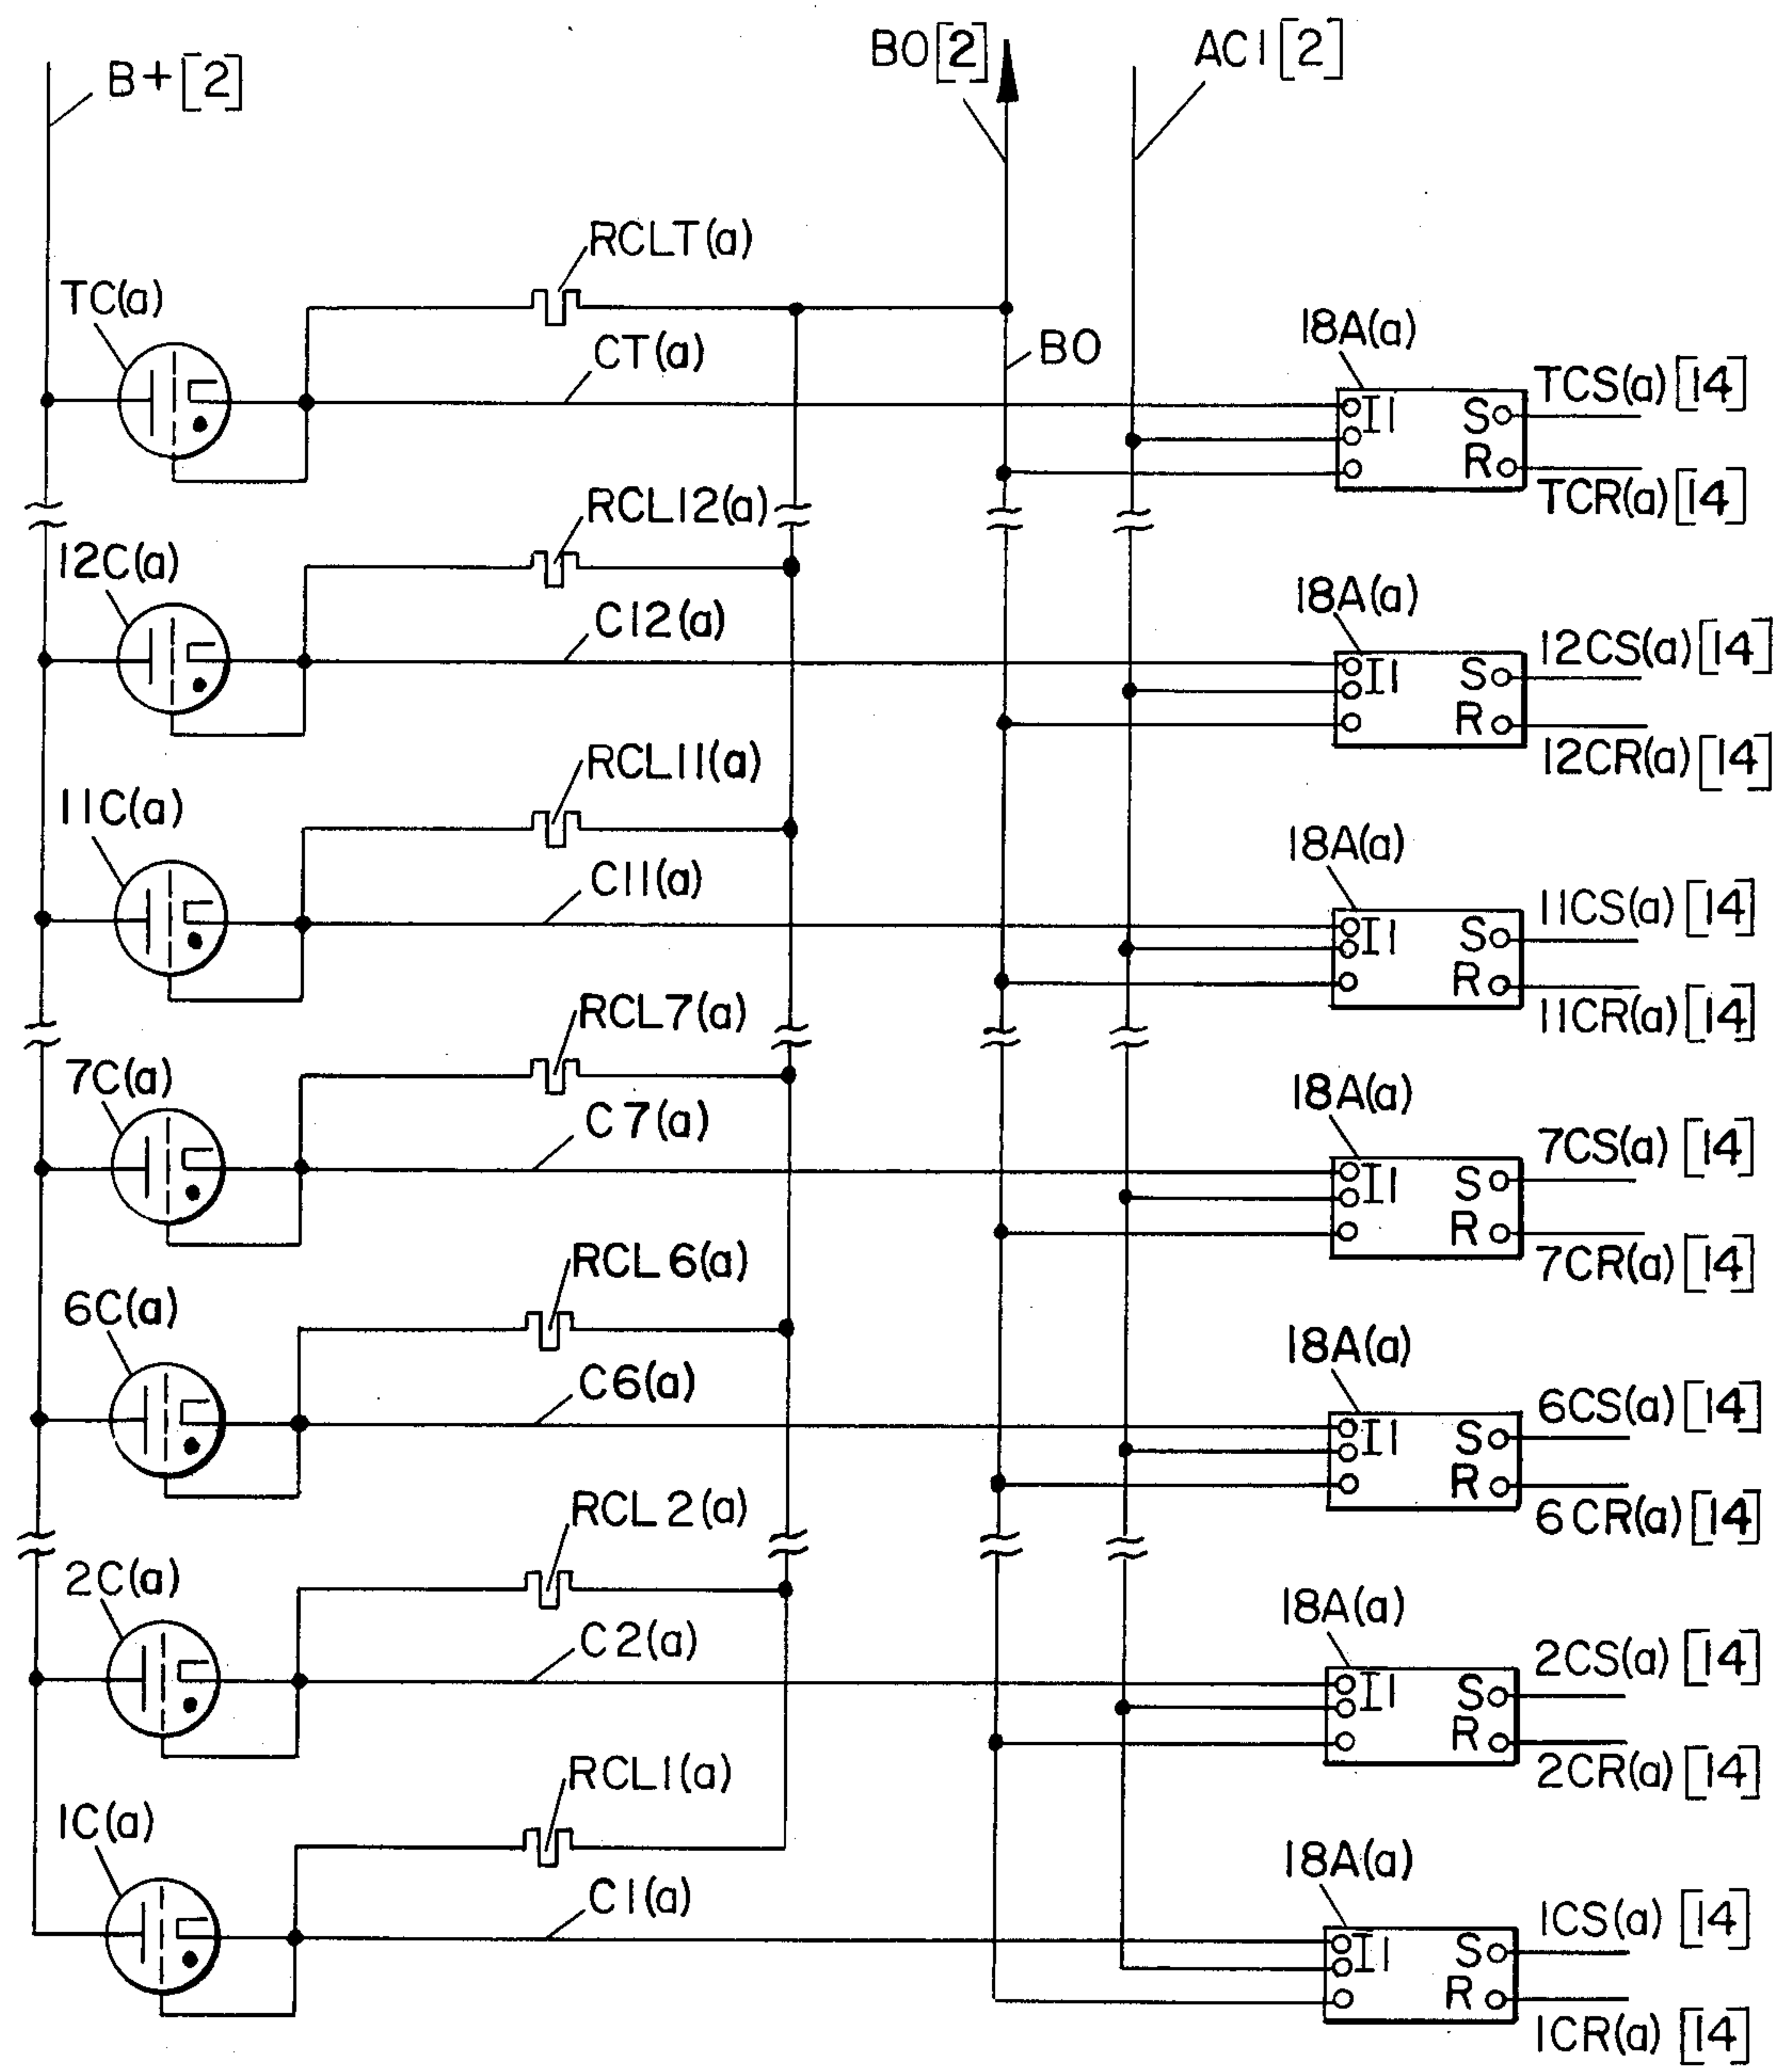 B+[2]
BO[2]
AC1[2]
RCLT(a)
TC(a)
CT(a)
BO
18A(a)
I1
S
R
TCS(a)[14]
TCR(a)[14]
RCL12(a)
12C(a)
C12(a)
18A(a)
I1
S
R
12CS(a)[14]
12CR(a)[14]
RCL11(a)
11C(a)
C11(a)
18A(a)
I1
S
R
11CS(a)[14]
11CR(a)[14]
RCL7(a)
7C(a)
C7(a)
18A(a)
I1
S
R
7CS(a)[14]
7CR(a)[14]
RCL6(a)
6C(a)
C6(a)
18A(a)
I1
S
R
6CS(a)[14]
6CR(a)[14]
RCL2(a)
2C(a)
C2(a)
18A(a)
I1
S
R
2CS(a)[14]
2CR(a)[14]
RCL1(a)
1C(a)
C1(a)
18A(a)
I1
S
R
1CS(a)[14]
1CR(a)[14]